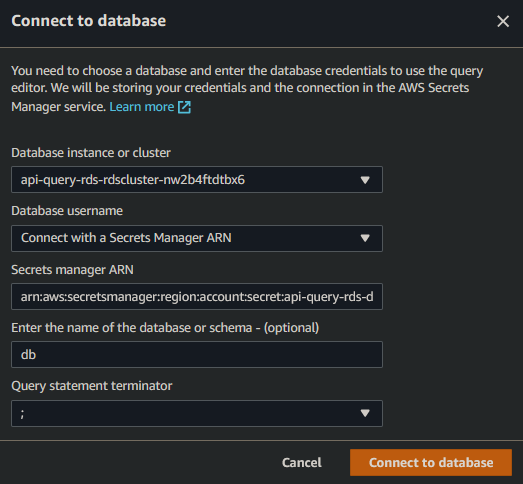 Connect to database
You need to choose a database and enter the database credentials to use the query
editor. We will be storing your credentials and the connection in the AWS Secrets
Manager service. Learn more
Database instance or cluster
api-query-rds-rdscluster-nw2b4ftdtbx6
Database username
Connect with a Secrets Manager ARN
Secrets manager ARN
arn:aws:secretsmanager:region:account:secret:api-query-rds-d
Enter the name of the database or schema - (optional)
db
Query statement terminator
;
Cancel Connect to database